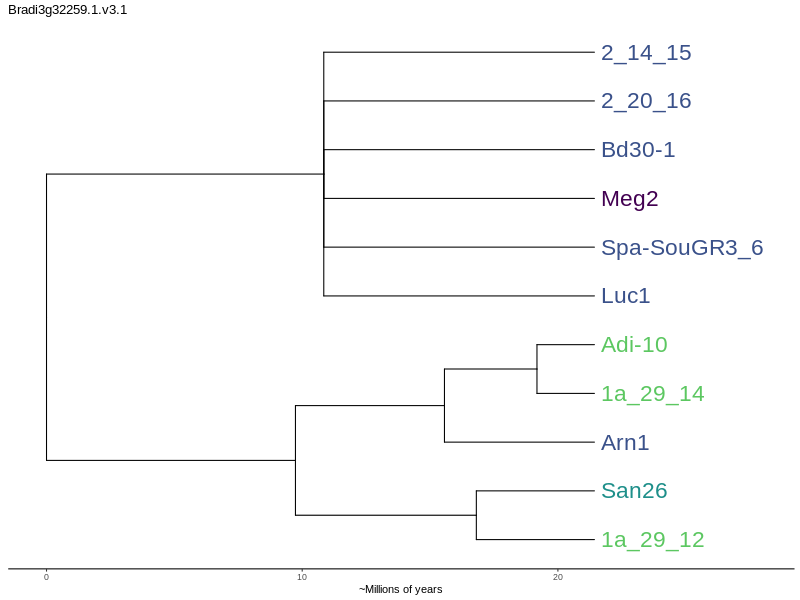 Bradi3g32259.1.v3.1
2_14_15
2_20_16
Bd30-1
Meg2
Spa-SouGR3_6
Luc1
Adi-10
1a_29_14
Arn1
San26
1a_29_12
0 10 20
~Millions of years